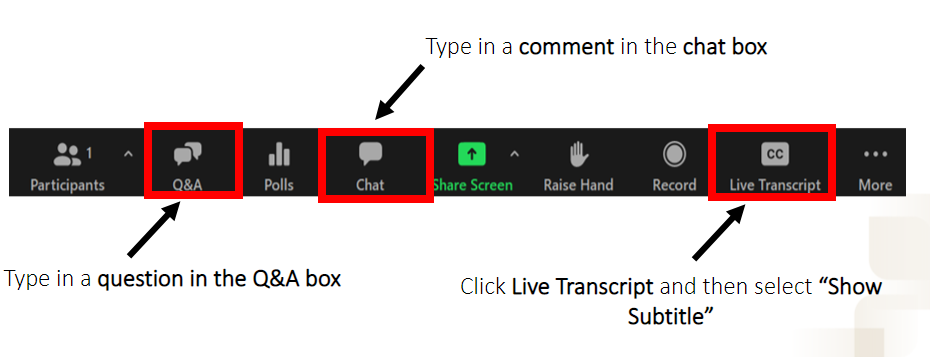 Type in a comment in the chat box
1
CC
Participants Q&A Polls Chat Share Screen Raise Hand Record Live Transcript More
Type in a question in the Q&A box
Click Live Transcript and then select “Show
Subtitle”